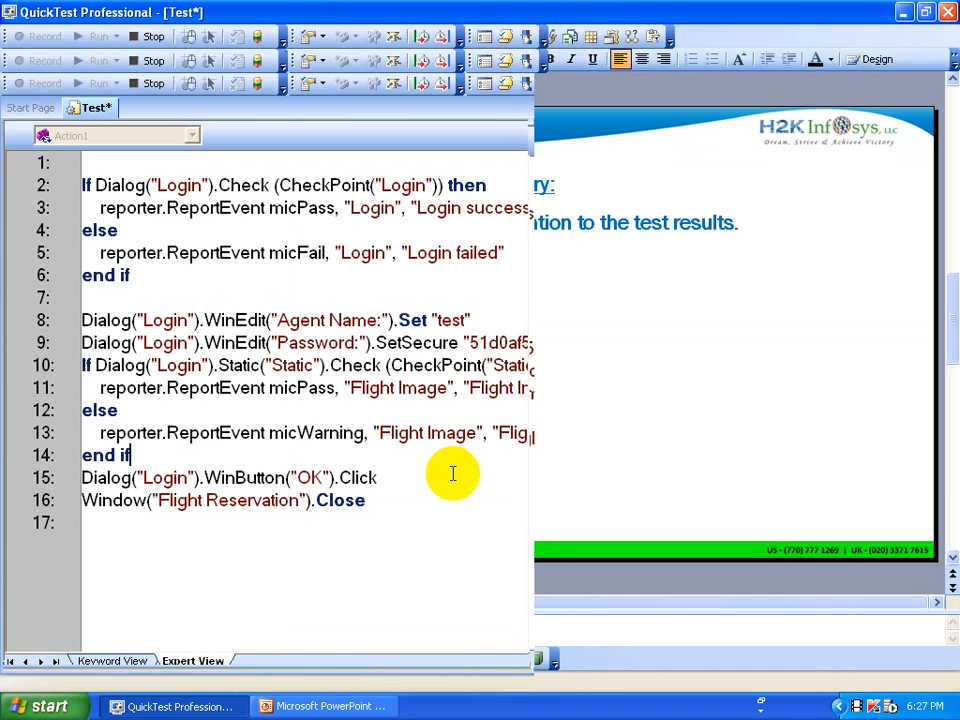 QuickTest Professional - [Test*]
Record Run Stop
Record Run Stop
Record Run Stop
B I U A A Design
Start Page Test*
Action1
1:
2: If Dialog("Login").Check (CheckPoint("Login")) then
3: reporter.ReportEvent micPass, "Login", "Login success
4: else
5: reporter.ReportEvent micFail, "Login", "Login failed"
6: end if
7:
8: Dialog("Login").WinEdit("Agent Name:").Set "test"
9: Dialog("Login").WinEdit("Password:").SetSecure "51d0af5
10: If Dialog("Login").Static("Static").Check (CheckPoint("Static
11: reporter.ReportEvent micPass, "Flight Image", "Flight Im
12: else
13: reporter.ReportEvent micWarning, "Flight Image", "Flig
14: end if
15: Dialog("Login").WinButton("OK").Click
16: Window("Flight Reservation").Close
17:
H2K Infosys, LLC
Dream, Strive & Achieve Victory
ry:
ntion to the test results.
US - (770) 777 1269 | UK - (020) 3371 7615
Keyword View Expert View
start QuickTest Profession... Microsoft PowerPoint ... 6:27 PM